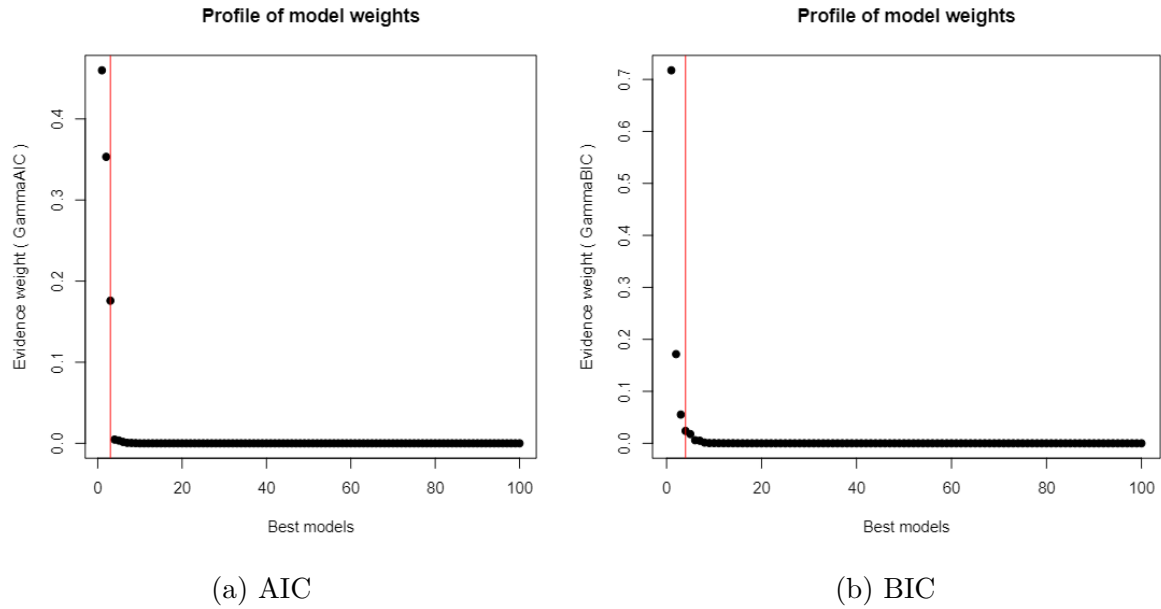 Profile of model weights
Evidence weight ( GammaAIC )
0.0 0.1 0.2 0.3 0.4
0 20 40 60 80 100
Best models
(a) AIC
Profile of model weights
Evidence weight ( GammaBIC )
0.0 0.1 0.2 0.3 0.4 0.5 0.6 0.7
0 20 40 60 80 100
Best models
(b) BIC